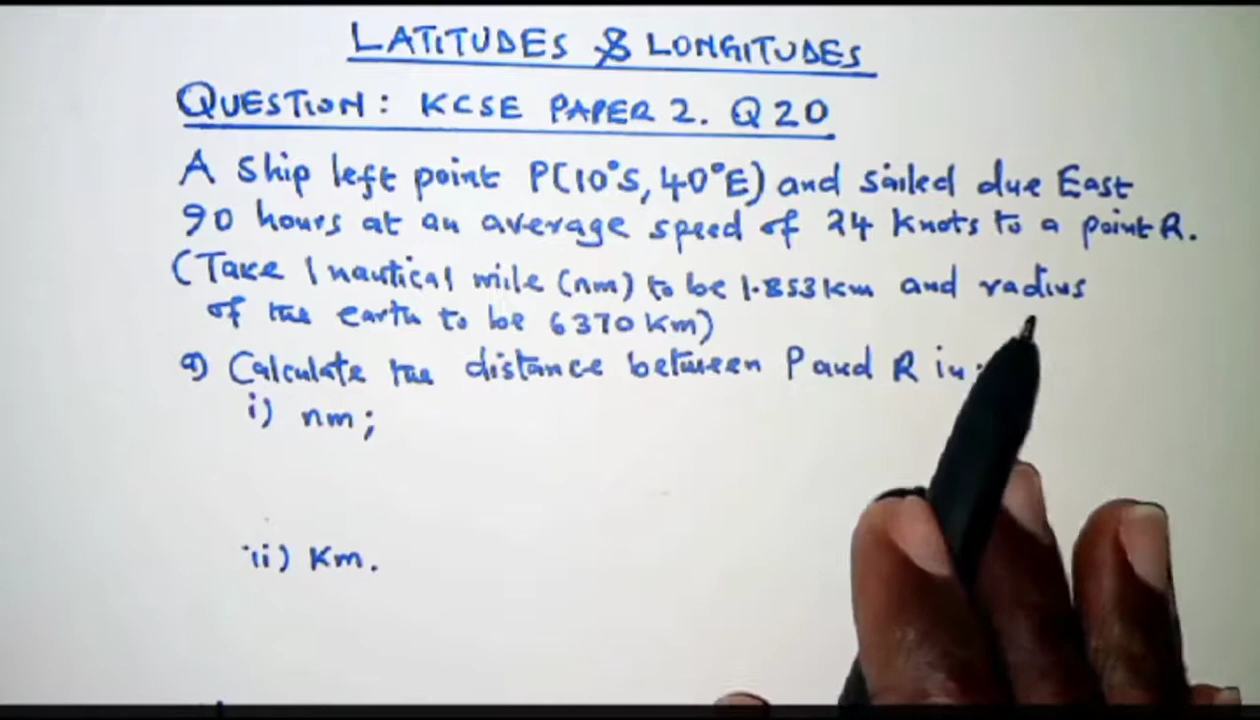 LATITUDES & LONGITUDES
QUESTION: KCSE PAPER 2. Q20
A ship left point P(10°S, 40°E) and sailed due East
90 hours at an average speed of 24 knots to a point R.
(Take 1 nautical mile (nm) to be 1.853km and radius
of the earth to be 6370 km)
a) Calculate the distance between P and R in:
i) nm;
ii) Km.